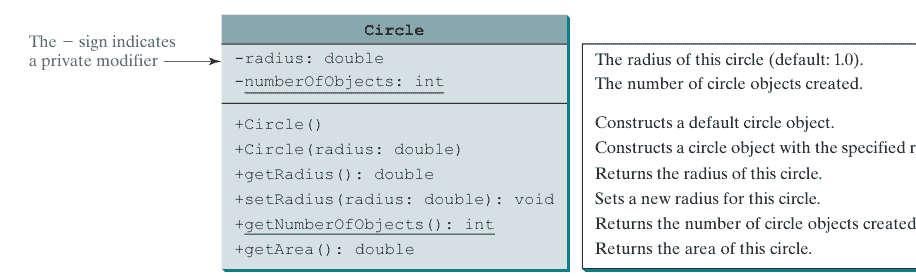 The − sign indicates
a private modifier
Circle
-radius: double
-numberOfObjects: int
+Circle()
+Circle(radius: double)
+getRadius(): double
+setRadius(radius: double): void
+getNumberOfObjects(): int
+getArea(): double
The radius of this circle (default: 1.0).
The number of circle objects created.
Constructs a default circle object.
Constructs a circle object with the specified r
Returns the radius of this circle.
Sets a new radius for this circle.
Returns the number of circle objects created
Returns the area of this circle.